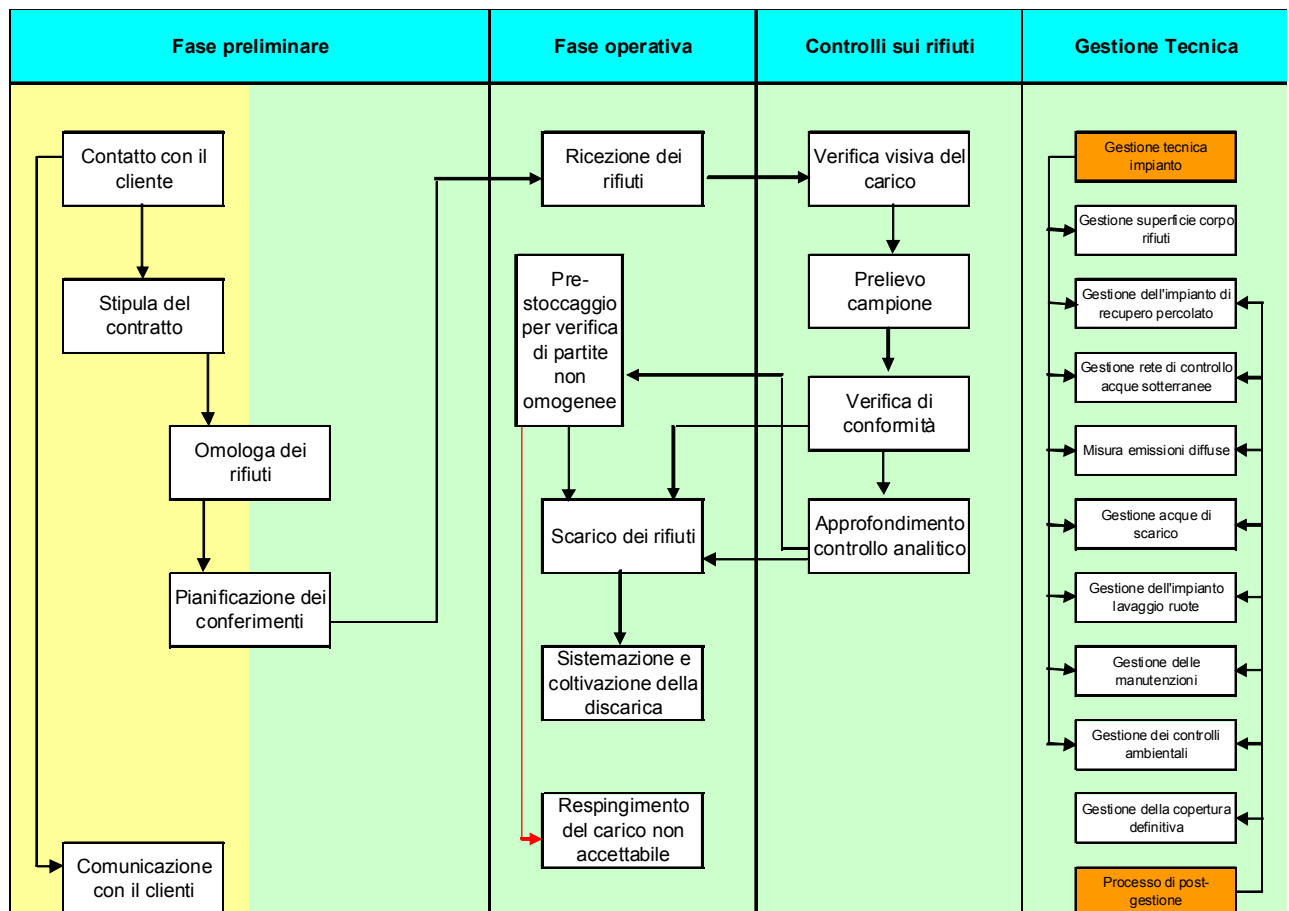 Fase preliminare
Fase operativa
Controlli sui rifiuti
Gestione Tecnica
Contatto con il
cliente
Stipula del
contratto
Omologa dei
rifiuti
Pianificazione dei
conferimenti
Comunicazione
con il clienti
Ricezione dei
rifiuti
Pre-
stoccaggio
per verifica
di partite
non
omogenee
Scarico dei rifiuti
Sistemazione e
coltivazione della
discarica
Respingimento
del carico non
accettabile
Verifica visiva del
carico
Prelievo
campione
Verifica di
conformità
Approfondimento
controllo analitico
Gestione tecnica
impianto
Gestione superficie corpo
rifiuti
Gestione dell'impianto di
recupero percolato
Gestione rete di controllo
acque sotterranee
Misura emissioni diffuse
Gestione acque di
scarico
Gestione dell'impianto
lavaggio ruote
Gestione delle
manutenzioni
Gestione dei controlli
ambientali
Gestione della copertura
definitiva
Processo di post-
gestione